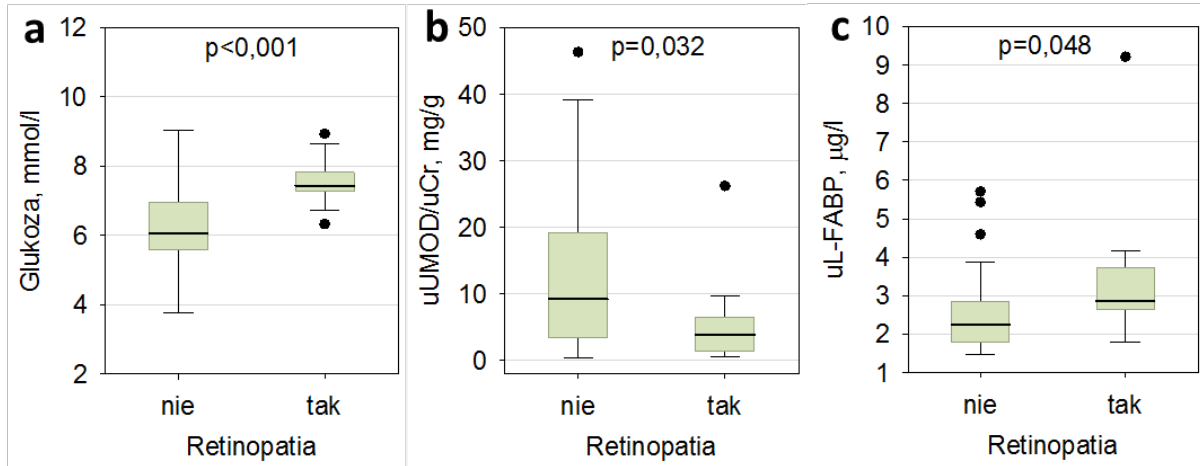 a
p<0,001
Glukoza, mmol/l
12
10
8
6
4
2
nie
tak
Retinopatia
b
p=0,032
uUMOD/uCr, mg/g
50
40
30
20
10
0
nie
tak
Retinopatia
c
p=0,048
uL-FABP, µg/l
10
9
8
7
6
5
4
3
2
1
nie
tak
Retinopatia